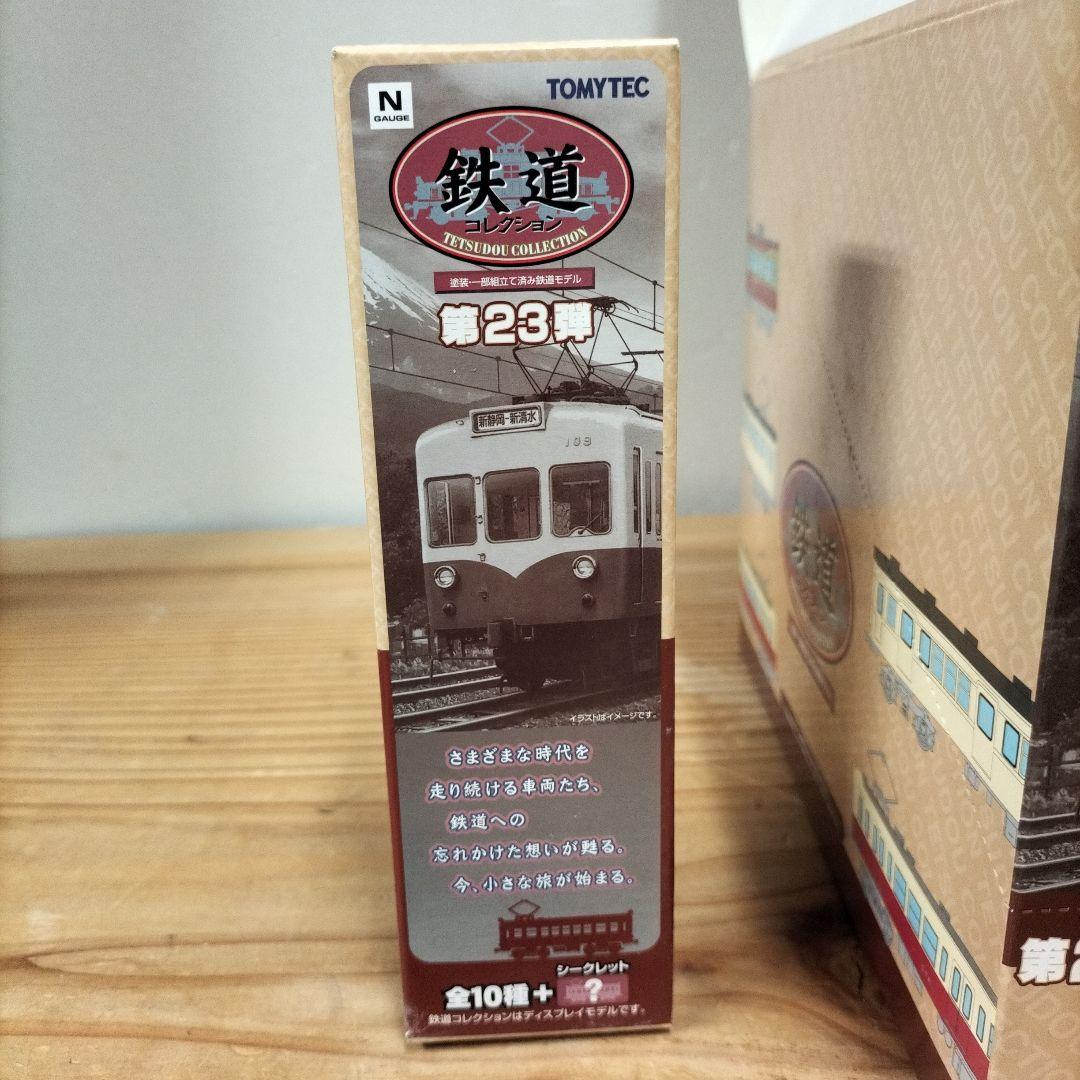 N
GAUGE
TOMYTEC
鉄道
コレクション
TETSUDOU COLLECTION
塗装・一部組立て済み鉄道モデル
第23弾
新静岡-新清水
109
イラストはイメージです。
さまざまな時代を
走り続ける車両たち、
鉄道への
忘れかけた想いが甦る。
今、小さな旅が始まる。
シークレット
全10種+
?
鉄道コレクションはディスプレイモデルです。
鉄道
第2